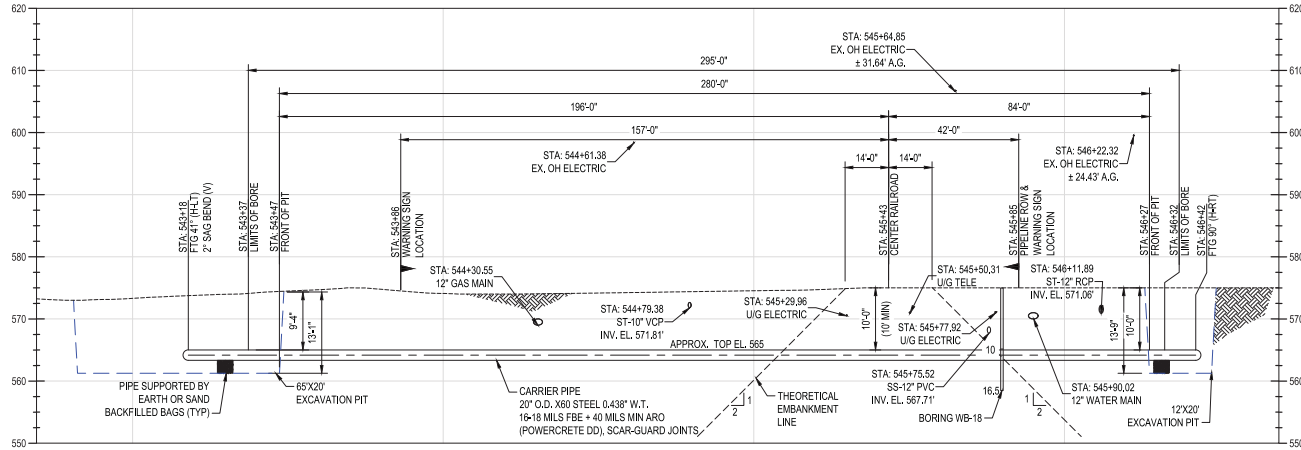 620
610
600
590
580
570
560
550
620
610
600
590
580
570
560
550
STA: 545+64.85
EX. OH ELECTRIC
± 31.64' A.G.
295'-0"
280'-0"
196'-0"
84'-0"
157'-0"
42'-0"
14'-0"
14'-0"
STA: 544+61.38
EX. OH ELECTRIC
STA: 546+22.32
EX. OH ELECTRIC
± 24.43' A.G.
STA: 543+18
FTG 41° (H-LT)
2° SAG BEND (V)
STA: 543+37
LIMITS OF BORE
STA: 543+47
FRONT OF PIT
STA: 543+86
WARNING SIGN
LOCATION
STA: 545+43
CENTER RAILROAD
STA: 545+85
PIPELINE ROW &
WARNING SIGN
LOCATION
STA: 546+27
FRONT OF PIT
STA: 546+32
LIMITS OF BORE
STA: 546+42
FTG 90° (H-RT)
STA: 544+30.55
12" GAS MAIN
STA: 544+79.38
ST-10" VCP
INV. EL. 571.81'
STA: 545+29.96
U/G ELECTRIC
STA: 545+50.31
U/G TELE
STA: 546+11.89
ST-12" RCP
INV. EL. 571.06'
STA: 545+77.92
U/G ELECTRIC
9'-4"
13'-1"
10'-0"
(10' MIN)
13'-9"
10'-0"
APPROX. TOP EL. 565
10
16.5
PIPE SUPPORTED BY
EARTH OR SAND
BACKFILLED BAGS (TYP)
65'X20'
EXCAVATION PIT
CARRIER PIPE
20" O.D. X60 STEEL 0.438" W.T.
16-18 MILS FBE + 40 MILS MIN ARO
(POWERCRETE DD), SCAR-GUARD JOINTS
1
2
THEORETICAL
EMBANKMENT
LINE
STA: 545+75.52
SS-12" PVC
INV. EL. 567.71'
BORING WB-18
1
2
STA: 545+90.02
12" WATER MAIN
12'X20'
EXCAVATION PIT